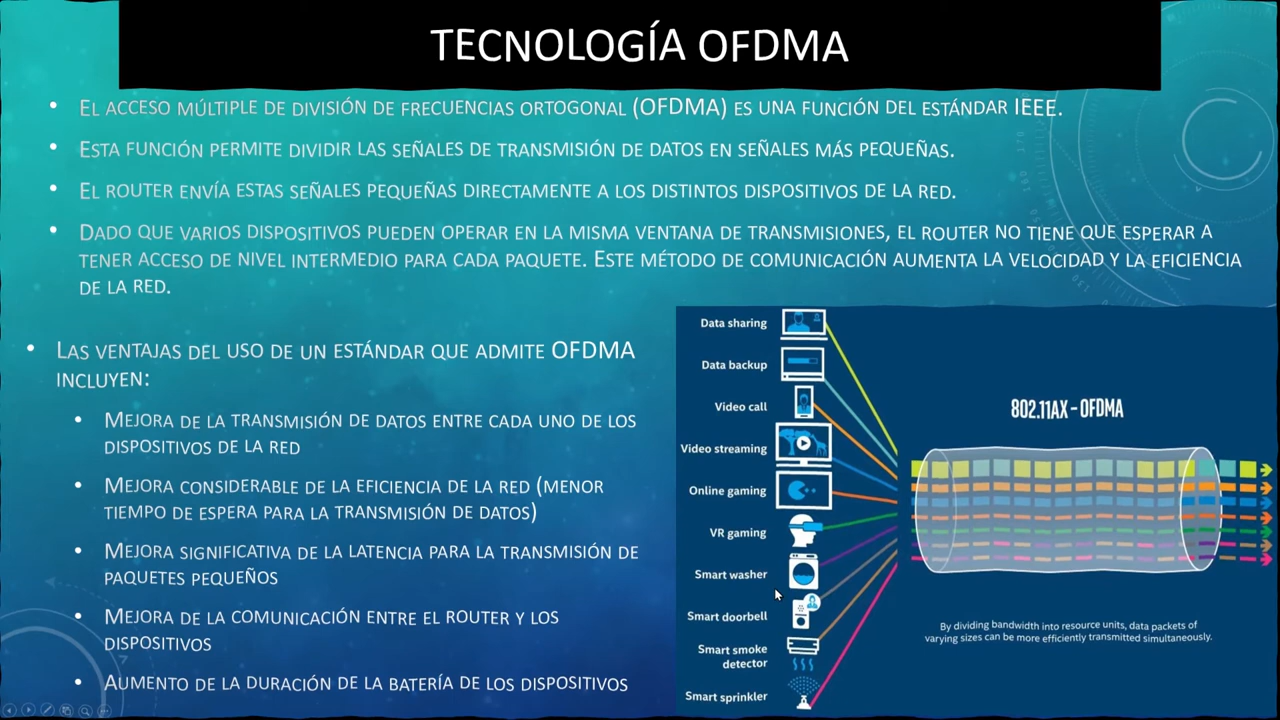 TECNOLOGÍA OFDMA
EL ACCESO MÚLTIPLE DE DIVISIÓN DE FRECUENCIAS ORTOGONAL (OFDMA) ES UNA FUNCIÓN DEL ESTÁNDAR IEEE.
ESTA FUNCIÓN PERMITE DIVIDIR LAS SEÑALES DE TRANSMISIÓN DE DATOS EN SEÑALES MÁS PEQUEÑAS.
EL ROUTER ENVÍA ESTAS SEÑALES PEQUEÑAS DIRECTAMENTE A LOS DISTINTOS DISPOSITIVOS DE LA RED.
DADO QUE VARIOS DISPOSITIVOS PUEDEN OPERAR EN LA MISMA VENTANA DE TRANSMISIONES, EL ROUTER NO TIENE QUE ESPERAR A
TENER ACCESO DE NIVEL INTERMEDIO PARA CADA PAQUETE. ESTE MÉTODO DE COMUNICACIÓN AUMENTA LA VELOCIDAD Y LA EFICIENCIA
DE LA RED.
LAS VENTAJAS DEL USO DE UN ESTÁNDAR QUE ADMITE OFDMA
INCLUYEN:
MEJORA DE LA TRANSMISIÓN DE DATOS ENTRE CADA UNO DE LOS
DISPOSITIVOS DE LA RED
MEJORA CONSIDERABLE DE LA EFICIENCIA DE LA RED (MENOR
TIEMPO DE ESPERA PARA LA TRANSMISIÓN DE DATOS)
MEJORA SIGNIFICATIVA DE LA LATENCIA PARA LA TRANSMISIÓN DE
PAQUETES PEQUEÑOS
MEJORA DE LA COMUNICACIÓN ENTRE EL ROUTER Y LOS
DISPOSITIVOS
AUMENTO DE LA DURACIÓN DE LA BATERÍA DE LOS DISPOSITIVOS
Data sharing
Data backup
Video call
Video streaming
Online gaming
VR gaming
Smart washer
Smart doorbell
Smart smoke
detector
Smart sprinkler
802.11AX - OFDMA
By dividing bandwidth into resource units, data packets of
varying sizes can be more efficiently transmitted simultaneously.